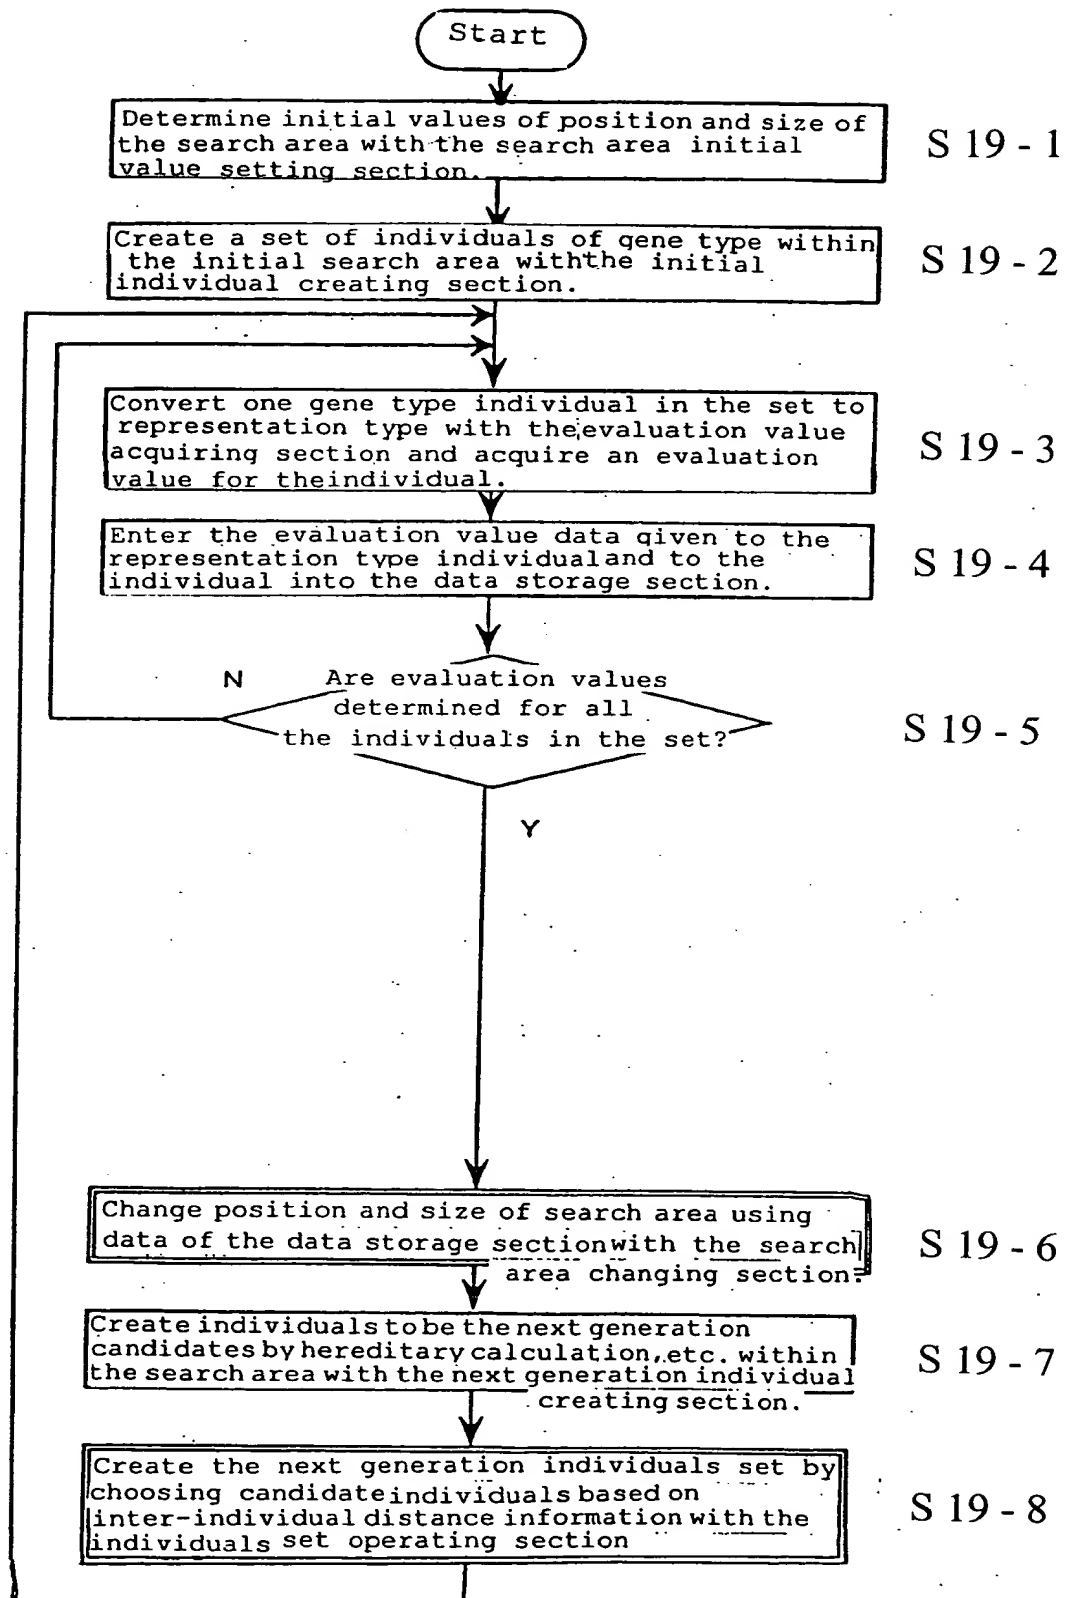 Start
Determine initial values of position and size of
the search area with the search area initial
value setting section.
S 19 - 1
Create a set of individuals of gene type within
the initial search area withthe initial
individual creating section.
S 19 - 2
Convert one gene type individual in the set to
representation type with the evaluation value
acquiring section and acquire an evaluation
value for theindividual.
S 19 - 3
Enter the evaluation value data given to the
representation type individualand to the
individual into the data storage section.
S 19 - 4
N
Are evaluation values
determined for all
the individuals in the set?
S 19 - 5
Y
Change position and size of search area using
data of the data storage sectionwith the search
area changing section.
S 19 - 6
Create individuals to be the next generation
candidates by hereditary calculation, etc. within
the search area with the next generation individual
creating section.
S 19 - 7
Create the next generation individuals set by
choosing candidate individuals based on
inter-individual distance information with the
individuals set operating section
S 19 - 8